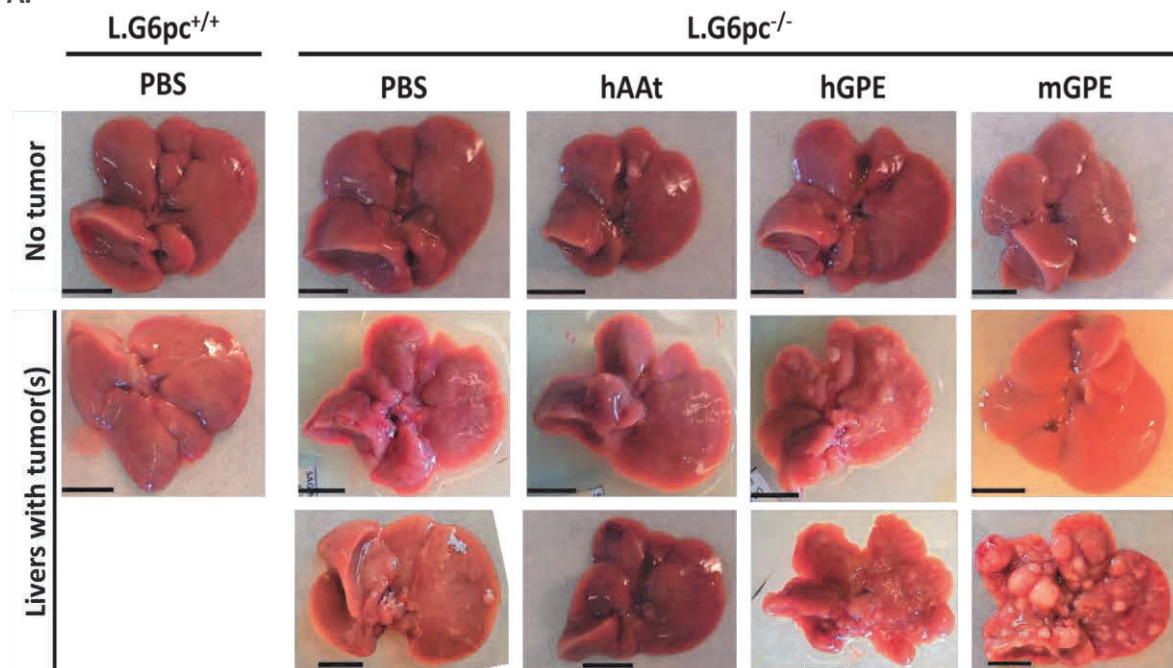 L.G6pc+/+ L.G6pc-/-
PBS PBS hAAt hGPE mGPE
No tumor
Livers with tumor(s)